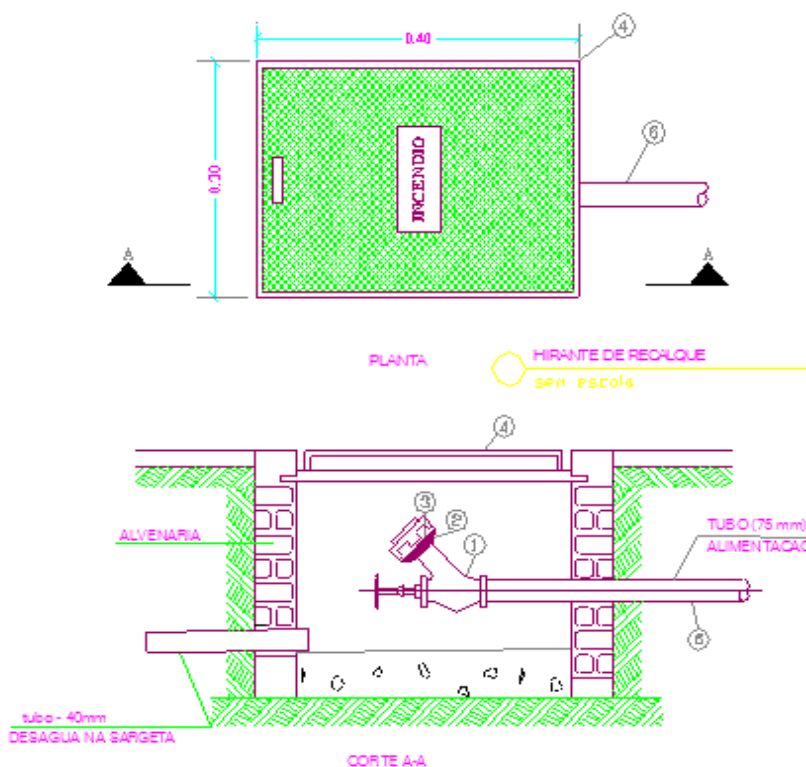 0.40
4
0.30
INCENDIO
6
A
A
PLANTA
HIRANTE DE RECALQUE
sem escala
4
3
2
1
ALVENARIA
TUBO (75 mm)
ALIMENTACAO
6
tubo - 40mm
DESAGUA NA SARGETA
CORTE A-A